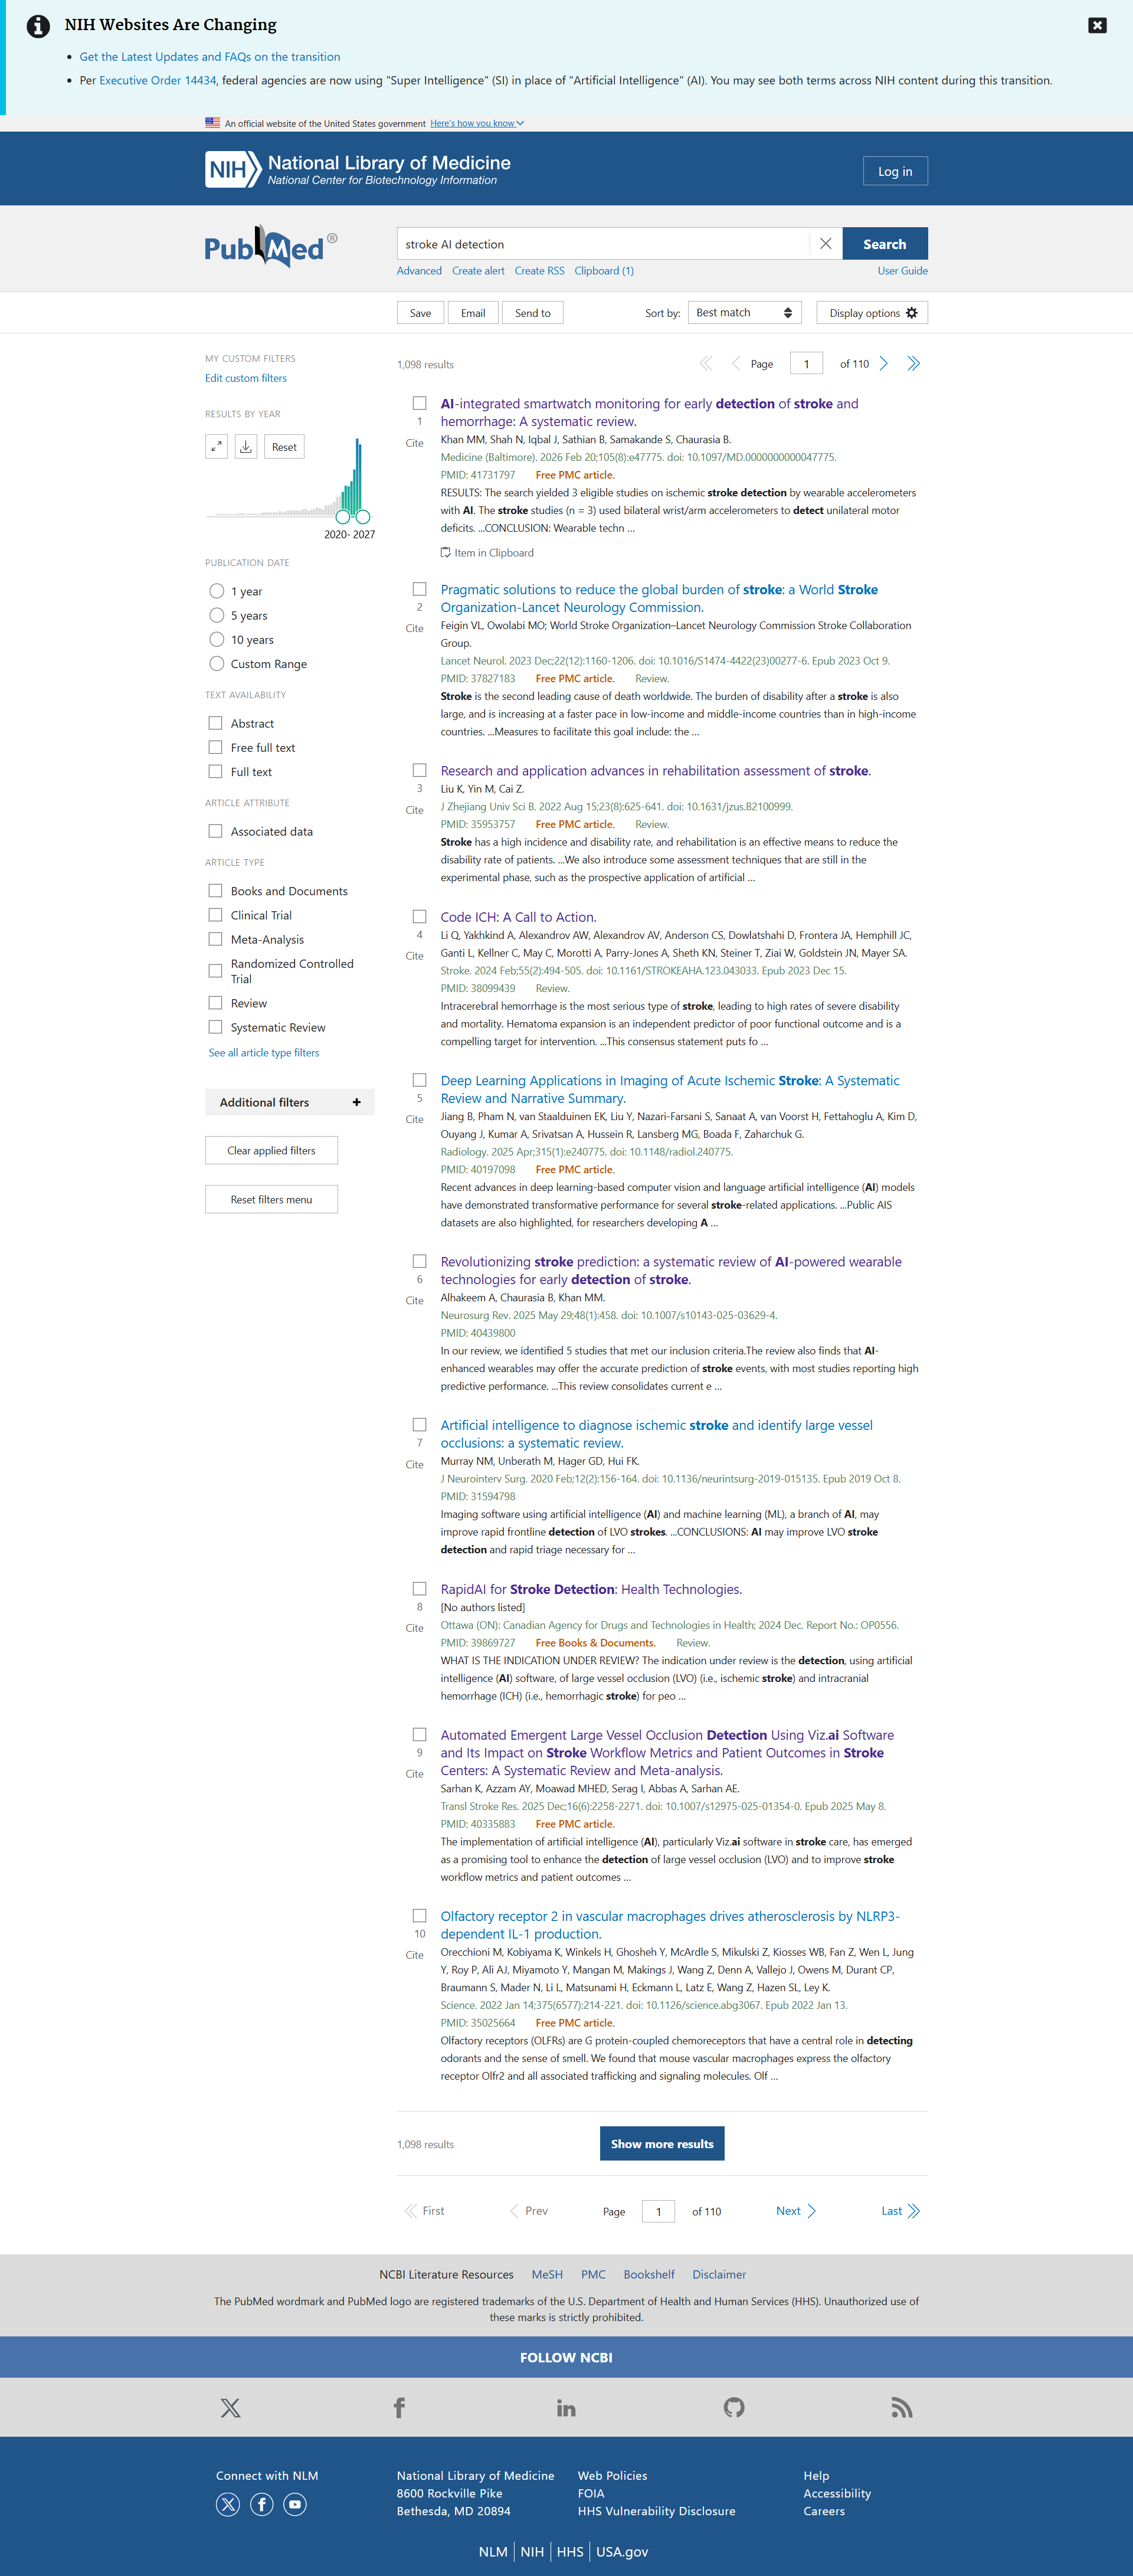 NIH Websites Are Changing
Get the Latest Updates and FAQs on the transition
Per Executive Order 14434, federal agencies are now using "Super Intelligence" (SI) in place of "Artificial Intelligence" (AI). You may see both terms across NIH content during this transition.
An official website of the United States government Here's how you know
NIH National Library of Medicine
National Center for Biotechnology Information
Log in
PubMed®
stroke AI detection
Search
Advanced Create alert Create RSS Clipboard (1) User Guide
Save Email Send to Sort by: Best match Display options
MY CUSTOM FILTERS
Edit custom filters
RESULTS BY YEAR
Reset
2020- 2027
PUBLICATION DATE
1 year
5 years
10 years
Custom Range
TEXT AVAILABILITY
Abstract
Free full text
Full text
ARTICLE ATTRIBUTE
Associated data
ARTICLE TYPE
Books and Documents
Clinical Trial
Meta-Analysis
Randomized Controlled
Trial
Review
Systematic Review
See all article type filters
Additional filters +
Clear applied filters
Reset filters menu
1,098 results Page 1 of 110
1
Cite
AI-integrated smartwatch monitoring for early detection of stroke and
hemorrhage: A systematic review.
Khan MM, Shah N, Iqbal J, Sathian B, Samakande S, Chaurasia B.
Medicine (Baltimore). 2026 Feb 20;105(8):e47775. doi: 10.1097/MD.0000000000047775.
PMID: 41731797 Free PMC article.
RESULTS: The search yielded 3 eligible studies on ischemic stroke detection by wearable accelerometers
with AI. The stroke studies (n = 3) used bilateral wrist/arm accelerometers to detect unilateral motor
deficits. ...CONCLUSION: Wearable techn ...
Item in Clipboard
2
Cite
Pragmatic solutions to reduce the global burden of stroke: a World Stroke
Organization-Lancet Neurology Commission.
Feigin VL, Owolabi MO; World Stroke Organization–Lancet Neurology Commission Stroke Collaboration
Group.
Lancet Neurol. 2023 Dec;22(12):1160-1206. doi: 10.1016/S1474-4422(23)00277-6. Epub 2023 Oct 9.
PMID: 37827183 Free PMC article. Review.
Stroke is the second leading cause of death worldwide. The burden of disability after a stroke is also
large, and is increasing at a faster pace in low-income and middle-income countries than in high-income
countries. ...Measures to facilitate this goal include: the ...
3
Cite
Research and application advances in rehabilitation assessment of stroke.
Liu K, Yin M, Cai Z.
J Zhejiang Univ Sci B. 2022 Aug 15;23(8):625-641. doi: 10.1631/jzus.B2100999.
PMID: 35953757 Free PMC article. Review.
Stroke has a high incidence and disability rate, and rehabilitation is an effective means to reduce the
disability rate of patients. ...We also introduce some assessment techniques that are still in the
experimental phase, such as the prospective application of artificial ...
4
Cite
Code ICH: A Call to Action.
Li Q, Yakhkind A, Alexandrov AW, Alexandrov AV, Anderson CS, Dowlatshahi D, Frontera JA, Hemphill JC,
Ganti L, Kellner C, May C, Morotti A, Parry-Jones A, Sheth KN, Steiner T, Ziai W, Goldstein JN, Mayer SA.
Stroke. 2024 Feb;55(2):494-505. doi: 10.1161/STROKEAHA.123.043033. Epub 2023 Dec 15.
PMID: 38099439 Review.
Intracerebral hemorrhage is the most serious type of stroke, leading to high rates of severe disability
and mortality. Hematoma expansion is an independent predictor of poor functional outcome and is a
compelling target for intervention. ...This consensus statement puts fo ...
5
Cite
Deep Learning Applications in Imaging of Acute Ischemic Stroke: A Systematic
Review and Narrative Summary.
Jiang B, Pham N, van Staalduinen EK, Liu Y, Nazari-Farsani S, Sanaat A, van Voorst H, Fettahoglu A, Kim D,
Ouyang J, Kumar A, Srivatsan A, Hussein R, Lansberg MG, Boada F, Zaharchuk G.
Radiology. 2025 Apr;315(1):e240775. doi: 10.1148/radiol.240775.
PMID: 40197098 Free PMC article.
Recent advances in deep learning-based computer vision and language artificial intelligence (AI) models
have demonstrated transformative performance for several stroke-related applications. ...Public AIS
datasets are also highlighted, for researchers developing A ...
6
Cite
Revolutionizing stroke prediction: a systematic review of AI-powered wearable
technologies for early detection of stroke.
Alhakeem A, Chaurasia B, Khan MM.
Neurosurg Rev. 2025 May 29;48(1):458. doi: 10.1007/s10143-025-03629-4.
PMID: 40439800
In our review, we identified 5 studies that met our inclusion criteria.The review also finds that AI-
enhanced wearables may offer the accurate prediction of stroke events, with most studies reporting high
predictive performance. ...This review consolidates current e ...
7
Cite
Artificial intelligence to diagnose ischemic stroke and identify large vessel
occlusions: a systematic review.
Murray NM, Unberath M, Hager GD, Hui FK.
J Neurointerv Surg. 2020 Feb;12(2):156-164. doi: 10.1136/neurintsurg-2019-015135. Epub 2019 Oct 8.
PMID: 31594798
Imaging software using artificial intelligence (AI) and machine learning (ML), a branch of AI, may
improve rapid frontline detection of LVO strokes. ...CONCLUSIONS: AI may improve LVO stroke
detection and rapid triage necessary for ...
8
Cite
RapidAI for Stroke Detection: Health Technologies.
[No authors listed]
Ottawa (ON): Canadian Agency for Drugs and Technologies in Health; 2024 Dec. Report No.: OP0556.
PMID: 39869727 Free Books & Documents. Review.
WHAT IS THE INDICATION UNDER REVIEW? The indication under review is the detection, using artificial
intelligence (AI) software, of large vessel occlusion (LVO) (i.e., ischemic stroke) and intracranial
hemorrhage (ICH) (i.e., hemorrhagic stroke) for peo ...
9
Cite
Automated Emergent Large Vessel Occlusion Detection Using Viz.ai Software
and Its Impact on Stroke Workflow Metrics and Patient Outcomes in Stroke
Centers: A Systematic Review and Meta-analysis.
Sarhan K, Azzam AY, Moawad MHED, Serag I, Abbas A, Sarhan AE.
Transl Stroke Res. 2025 Dec;16(6):2258-2271. doi: 10.1007/s12975-025-01354-0. Epub 2025 May 8.
PMID: 40335883 Free PMC article.
The implementation of artificial intelligence (AI), particularly Viz.ai software in stroke care, has emerged
as a promising tool to enhance the detection of large vessel occlusion (LVO) and to improve stroke
workflow metrics and patient outcomes ...
10
Cite
Olfactory receptor 2 in vascular macrophages drives atherosclerosis by NLRP3-
dependent IL-1 production.
Orecchioni M, Kobiyama K, Winkels H, Ghosheh Y, McArdle S, Mikulski Z, Kiosses WB, Fan Z, Wen L, Jung
Y, Roy P, Ali AJ, Miyamoto Y, Mangan M, Makings J, Wang Z, Denn A, Vallejo J, Owens M, Durant CP,
Braumann S, Mader N, Li L, Matsunami H, Eckmann L, Latz E, Wang Z, Hazen SL, Ley K.
Science. 2022 Jan 14;375(6577):214-221. doi: 10.1126/science.abg3067. Epub 2022 Jan 13.
PMID: 35025664 Free PMC article.
Olfactory receptors (OLFRs) are G protein-coupled chemoreceptors that have a central role in detecting
odorants and the sense of smell. We found that mouse vascular macrophages express the olfactory
receptor Olfr2 and all associated trafficking and signaling molecules. Olf ...
1,098 results Show more results
First Prev Page 1 of 110 Next Last
NCBI Literature Resources MeSH PMC Bookshelf Disclaimer
The PubMed wordmark and PubMed logo are registered trademarks of the U.S. Department of Health and Human Services (HHS). Unauthorized use of
these marks is strictly prohibited.
FOLLOW NCBI
Connect with NLM
National Library of Medicine
8600 Rockville Pike
Bethesda, MD 20894
Web Policies
FOIA
HHS Vulnerability Disclosure
Help
Accessibility
Careers
NLM NIH HHS USA.gov